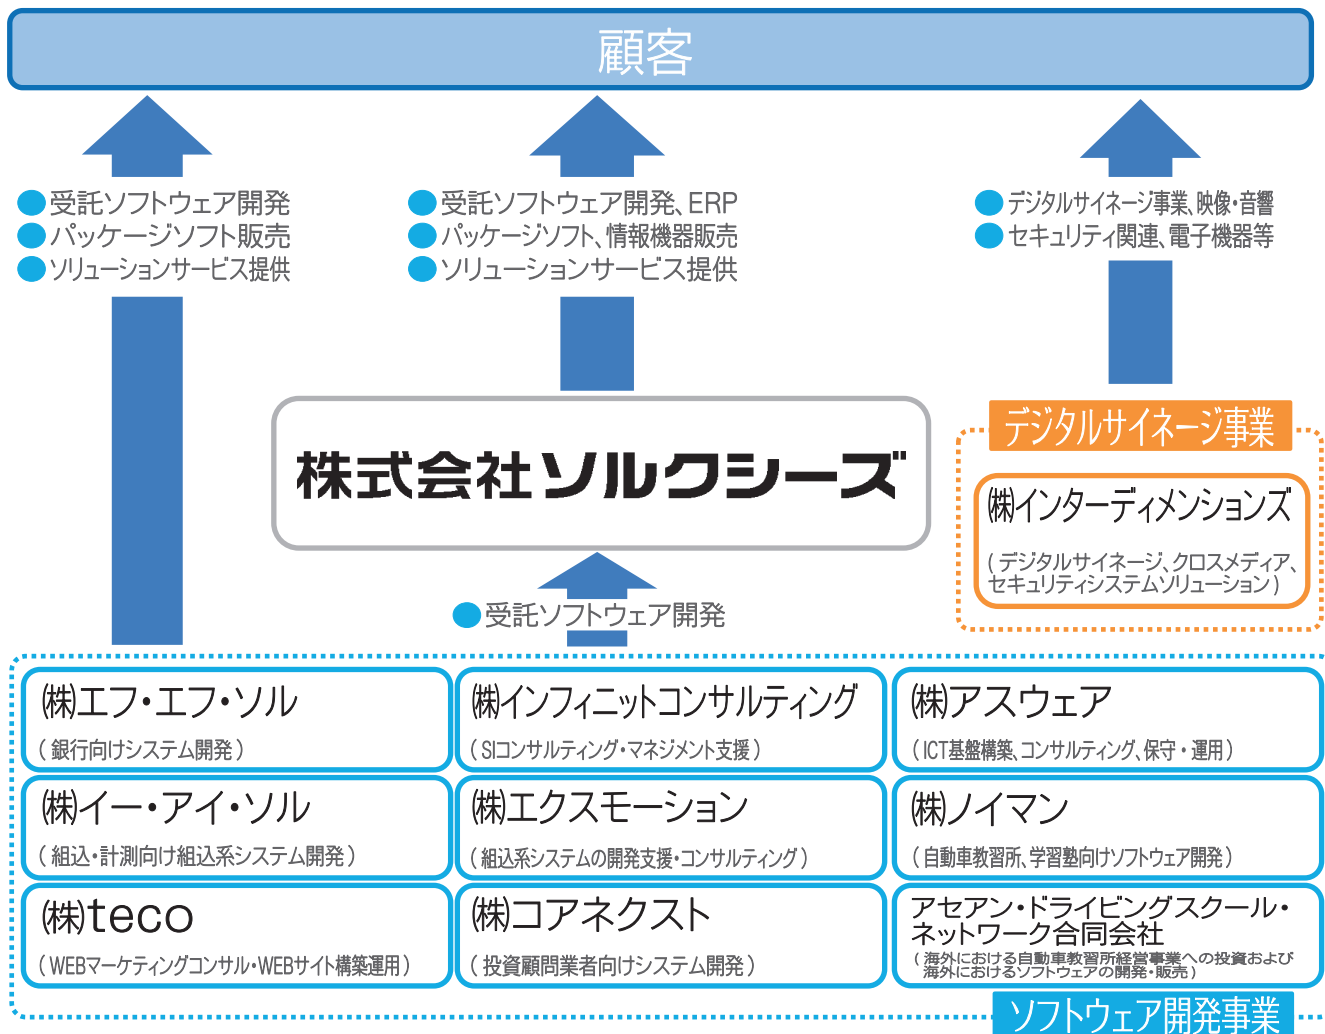 顧客
受託ソフトウェア開発
パッケージソフト販売
ソリューションサービス提供
受託ソフトウェア開発、ERP
パッケージソフト、情報機器販売
ソリューションサービス提供
デジタルサイネージ事業、映像・音響
セキュリティ関連、電子機器等
株式会社ソルクシーズ
デジタルサイネージ事業
㈱インターディメンションズ
(デジタルサイネージ、クロスメディア、
セキュリティシステムソリューション)
受託ソフトウェア開発
㈱エフ・エフ・ソル
(銀行向けシステム開発)
㈱インフィニットコンサルティング
(SIコンサルティング・マネジメント支援)
㈱アスウェア
(ICT基盤構築、コンサルティング、保守・運用)
㈱イー・アイ・ソル
(組込・計測向け組込系システム開発)
㈱エクスモーション
(組込系システムの開発支援・コンサルティング)
㈱ノイマン
(自動車教習所、学習塾向けソフトウェア開発)
㈱teco
(WEBマーケティングコンサル・WEBサイト構築運用)
㈱コアネクスト
(投資顧問業者向けシステム開発)
アセアン・ドライビングスクール・
ネットワーク合同会社
(海外における自動車教習所経営事業への投資および
海外におけるソフトウェアの開発・販売)
ソフトウェア開発事業